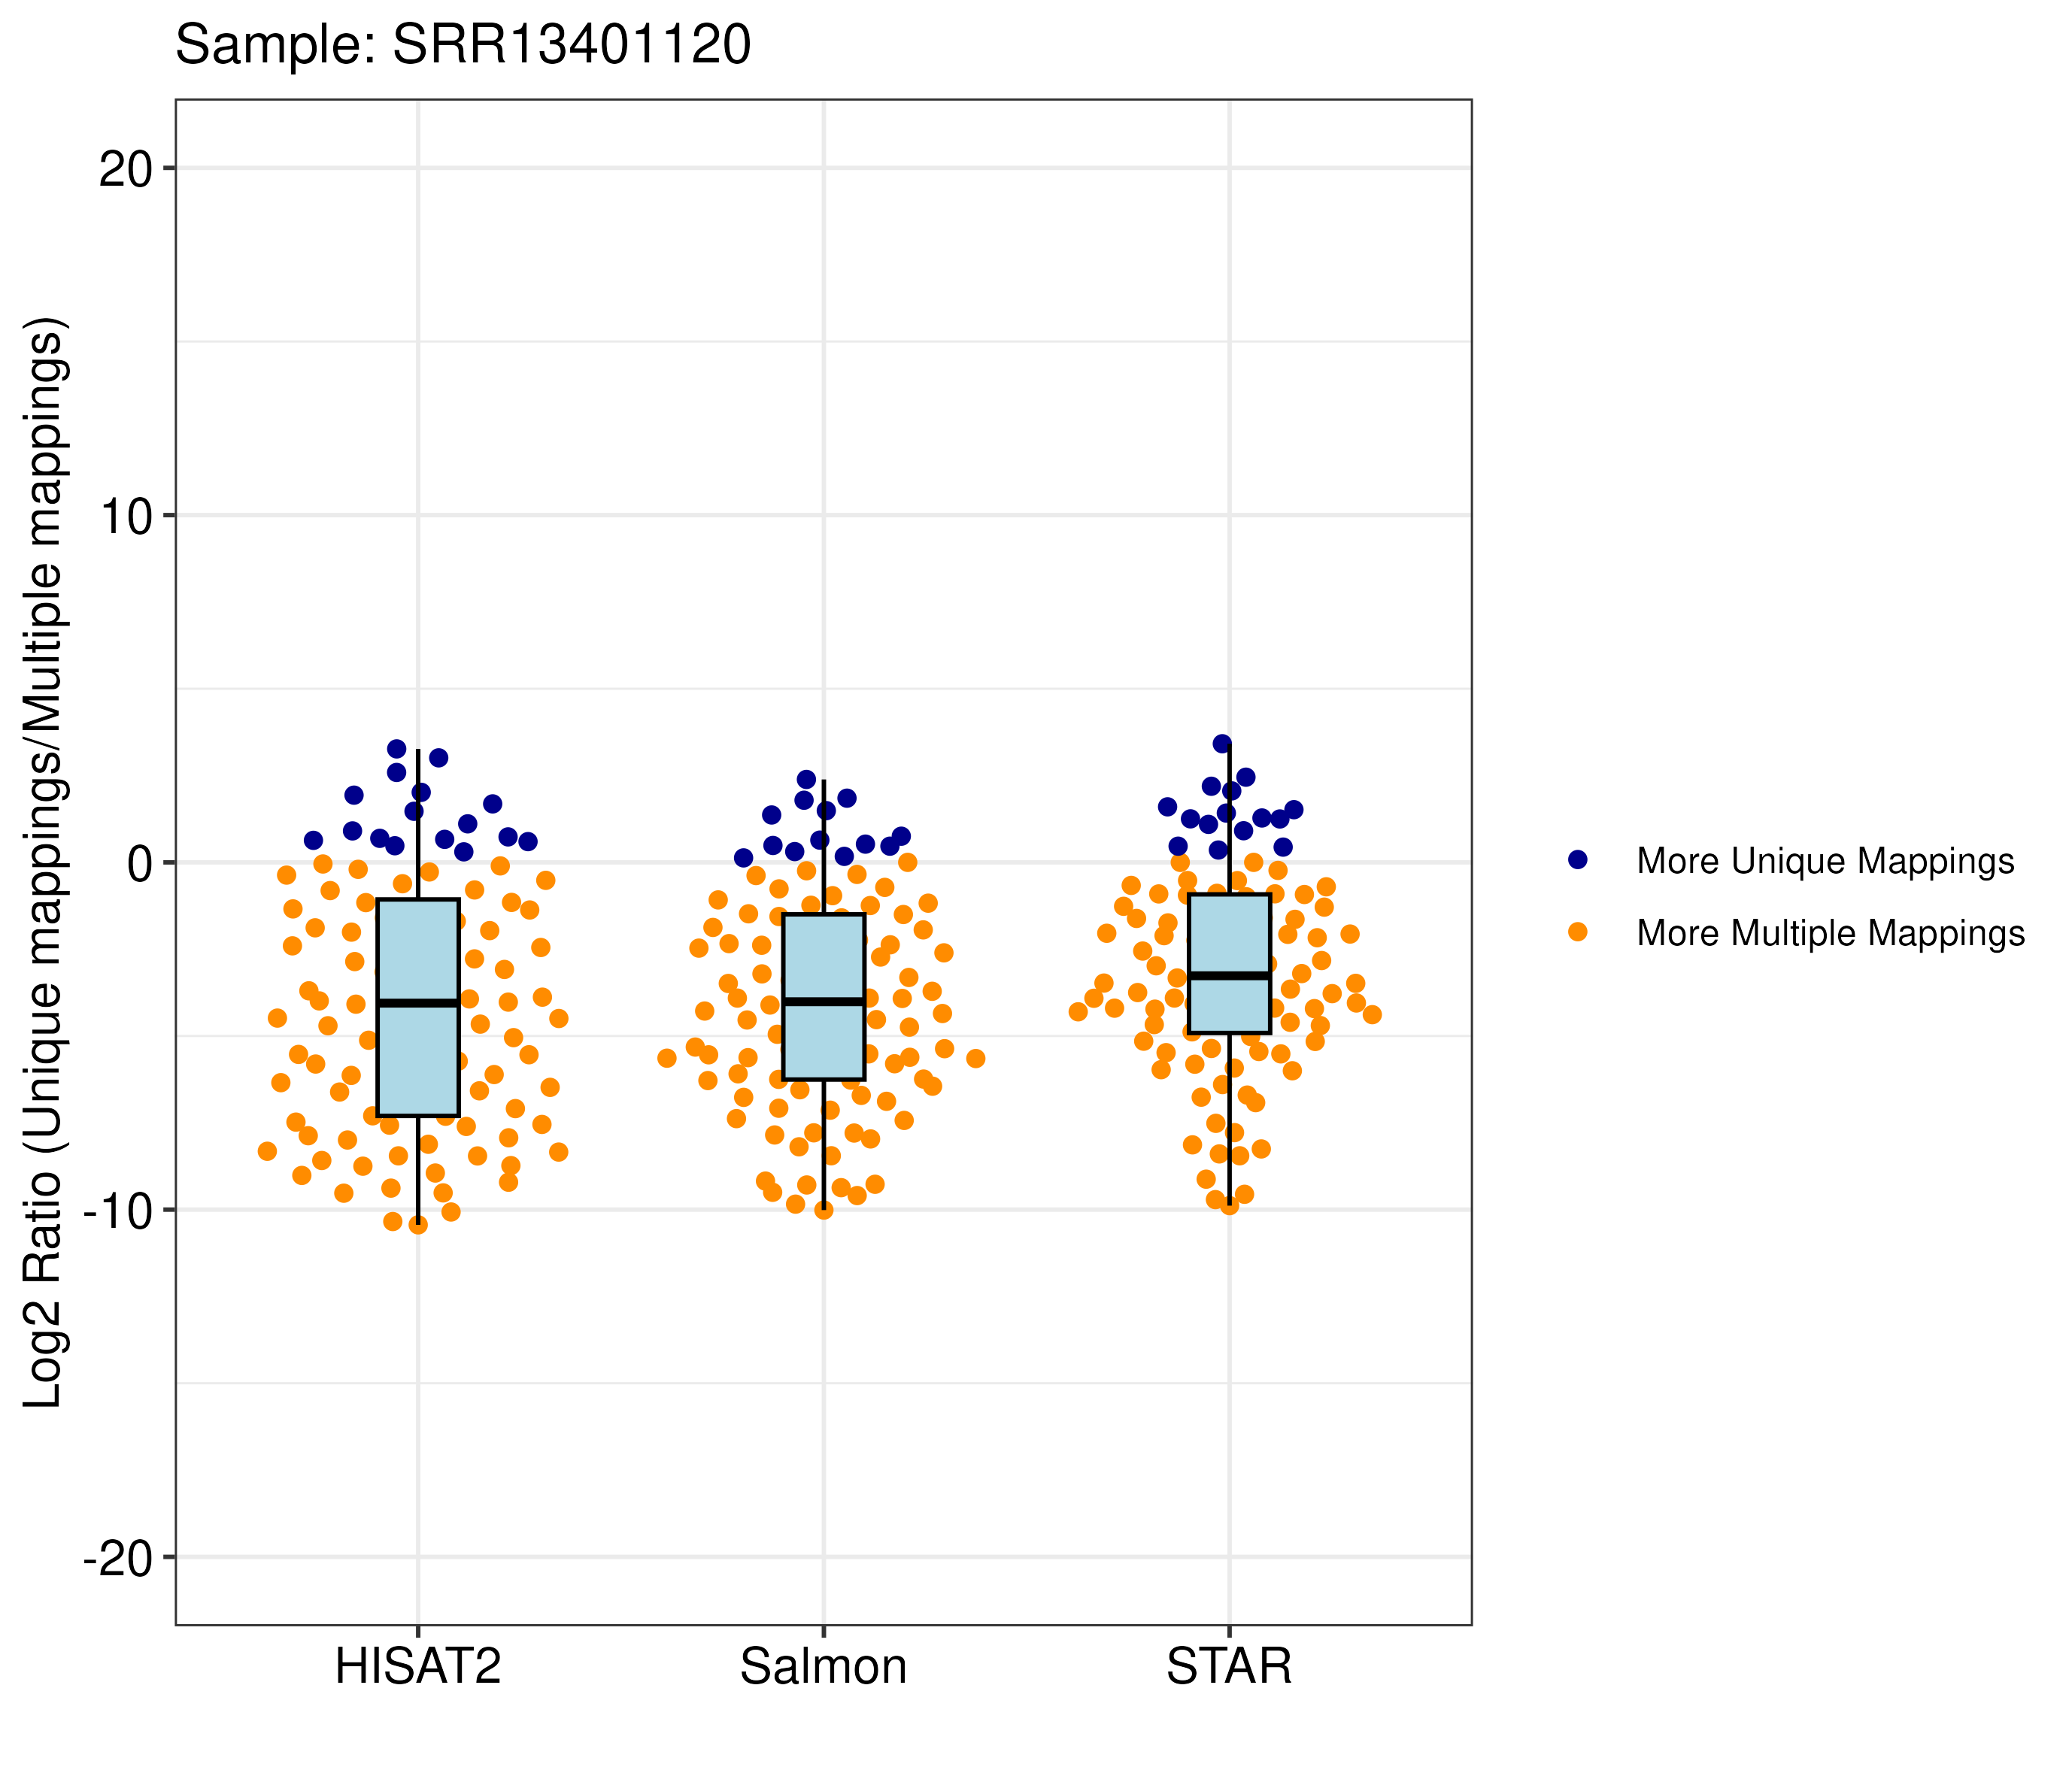 Sample: SRR13401120
Log2 Ratio (Unique mappings/Multiple mappings)
20
10
0
-10
-20
HISAT2
Salmon
STAR
More Unique Mappings
More Multiple Mappings